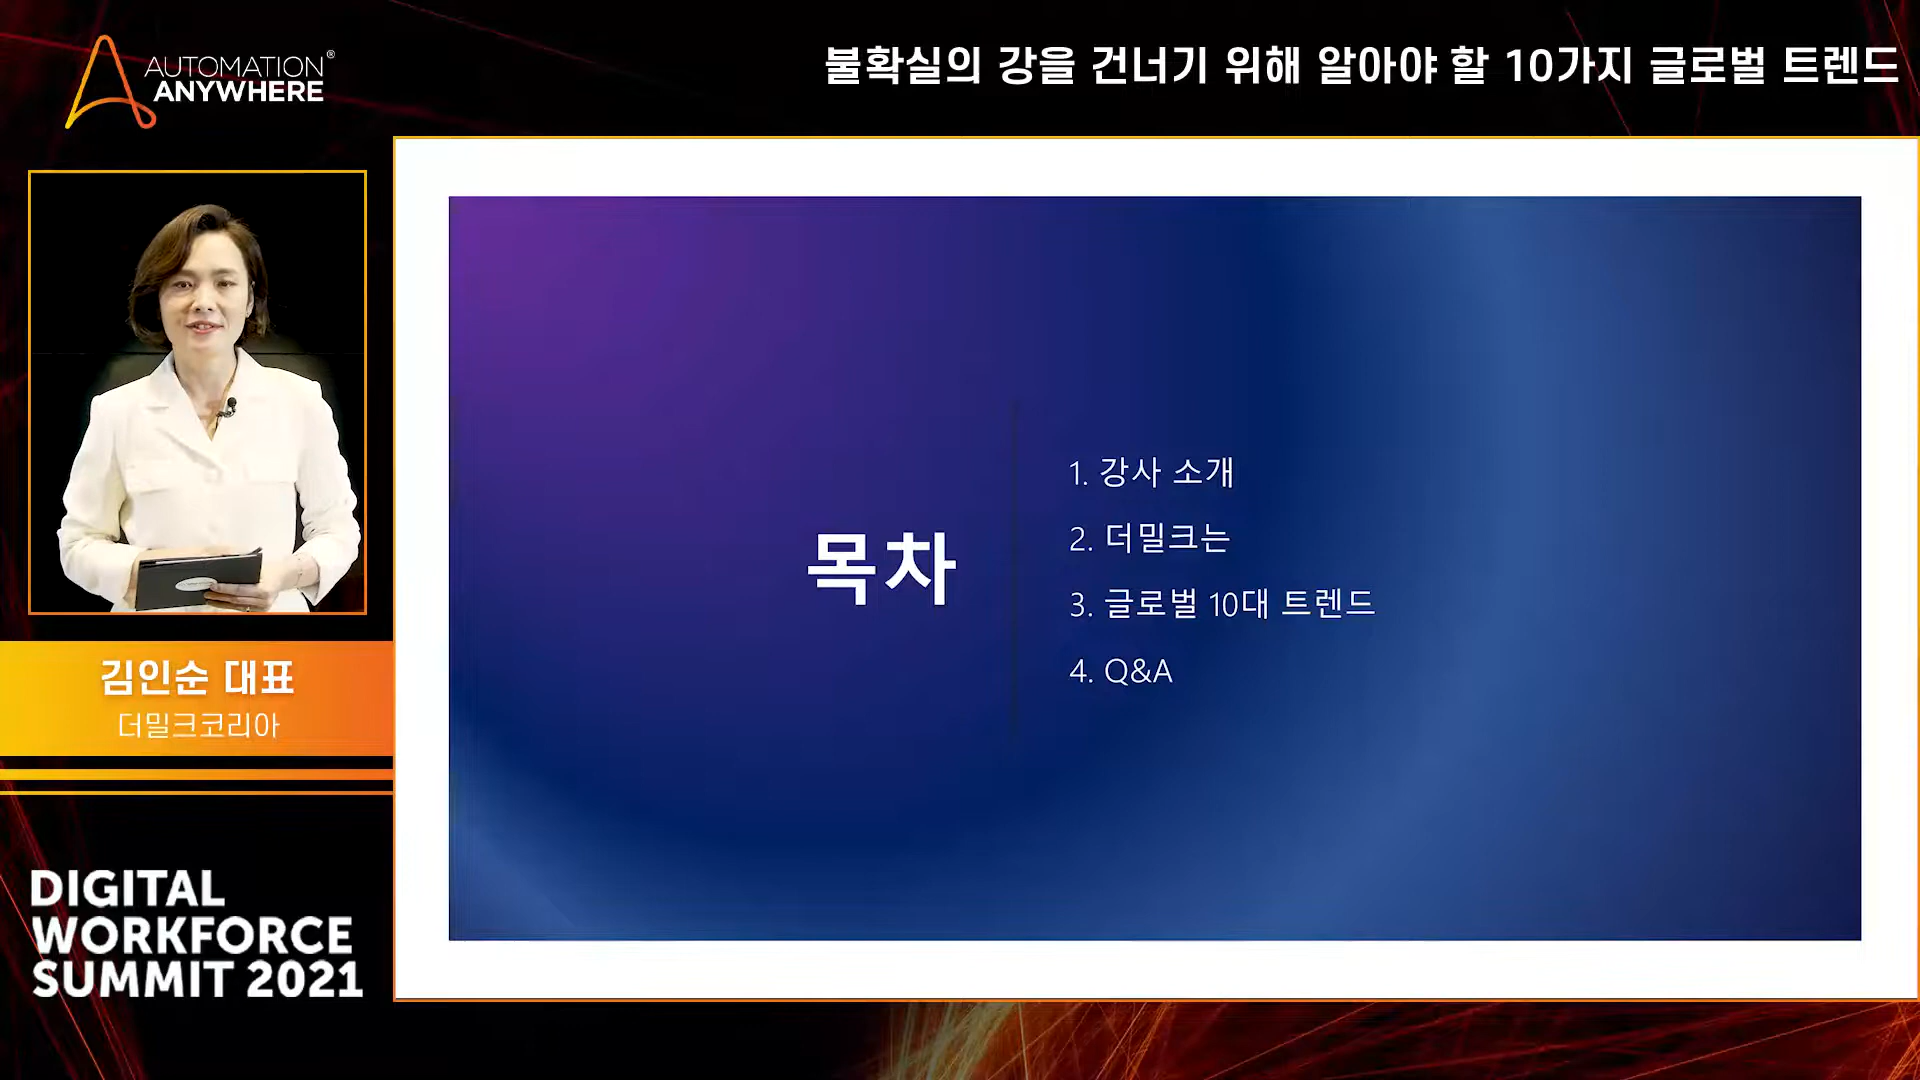 AUTOMATION®
ANYWHERE
불확실의 강을 건너기 위해 알아야 할 10가지 글로벌 트렌드
목차
1. 강사 소개
2. 더밀크는
3. 글로벌 10대 트렌드
4. Q&A
김인순 대표
더밀크코리아
DIGITAL
WORKFORCE
SUMMIT 2021